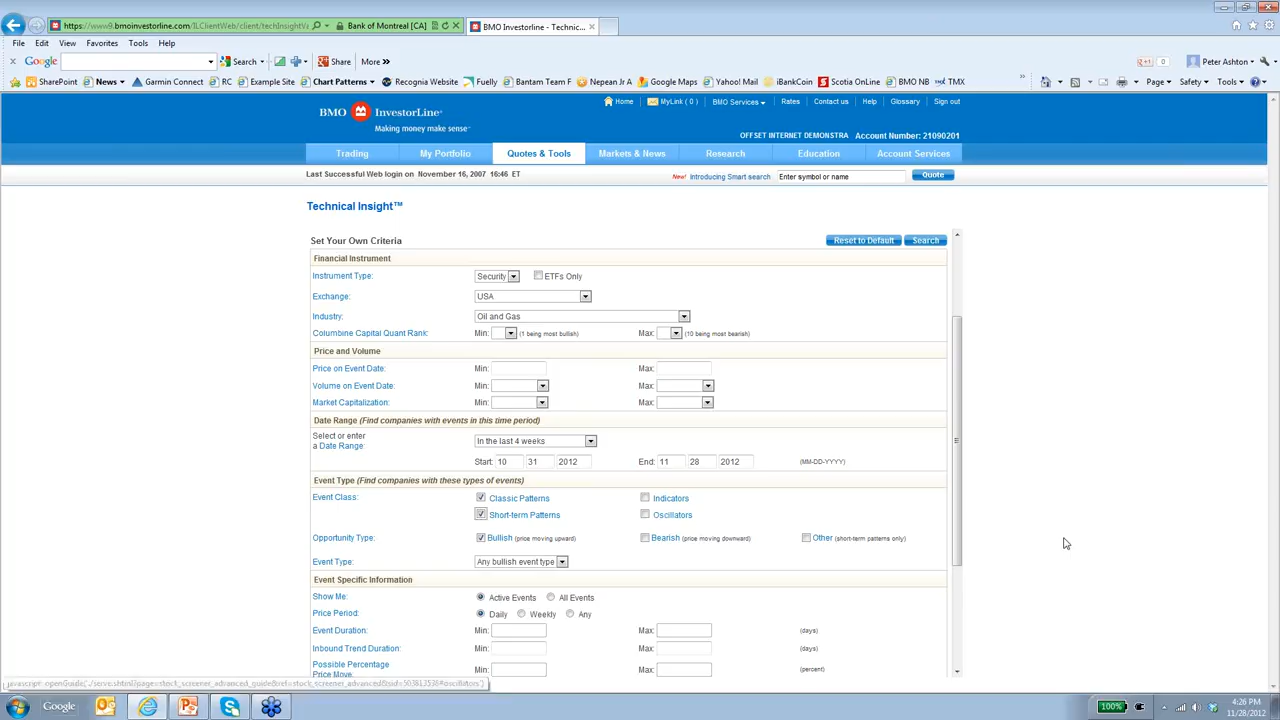 https://www9.bmoinvestorline.com/ILClientWeb/client/techInsightV
Bank of Montreal [CA]
BMO Investorline - Technic...
File Edit View Favorites Tools Help
Google Search Share More » Peter Ashton
SharePoint News Garmin Connect RC Example Site Chart Patterns Recognia Website Fuelly Bantam Team F Nepean Jr A Google Maps Yahoo! Mail iBankCoin Scotia OnLine BMO NB TMX » Page Safety Tools
Home MyLink ( 0 ) BMO Services Rates Contact us Help Glossary Sign out
BMO InvestorLine
Making money make sense
OFFSET INTERNET DEMONSTRA Account Number: 21090201
Trading My Portfolio Quotes & Tools Markets & News Research Education Account Services
Last Successful Web login on November 16, 2007 16:46 ET New! Introducing Smart search Enter symbol or name Quote
Technical Insight™
Set Your Own Criteria Reset to Default Search
Financial Instrument
Instrument Type: Security ETFs Only
Exchange: USA
Industry: Oil and Gas
Columbine Capital Quant Rank: Min: (1 being most bullish) Max: (10 being most bearish)
Price and Volume
Price on Event Date: Min: Max:
Volume on Event Date: Min: Max:
Market Capitalization: Min: Max:
Date Range (Find companies with events in this time period)
Select or enter
a Date Range: In the last 4 weeks
Start: 10 31 2012 End: 11 28 2012 (MM-DD-YYYY)
Event Type (Find companies with these types of events)
Event Class: Classic Patterns Indicators
Short-term Patterns Oscillators
Opportunity Type: Bullish (price moving upward) Bearish (price moving downward) Other (short-term patterns only)
Event Type: Any bullish event type
Event Specific Information
Show Me: Active Events All Events
Price Period: Daily Weekly Any
Event Duration: Min: Max: (days)
Inbound Trend Duration: Min: Max: (days)
Possible Percentage
Price Move: Min: Max: (percent)
Google 100% 4:26 PM
11/28/2012